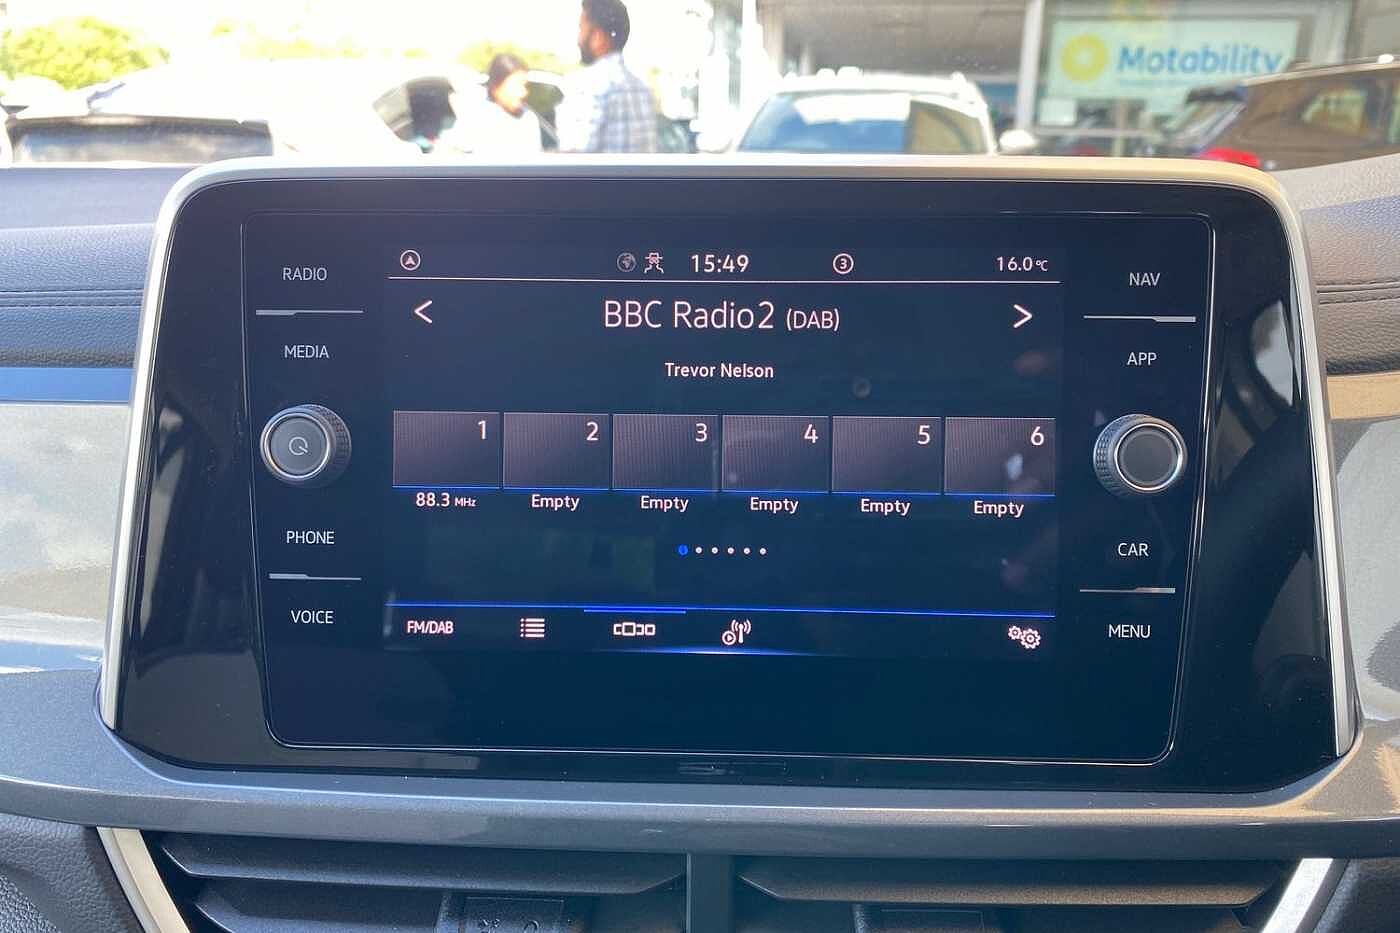 Motability
RADIO
MEDIA
PHONE
VOICE
15:49
3
16.0 °C
BBC Radio2 (DAB)
Trevor Nelson
1 2 3 4 5 6
88.3 MHz Empty Empty Empty Empty Empty
FM/DAB
NAV
APP
CAR
MENU